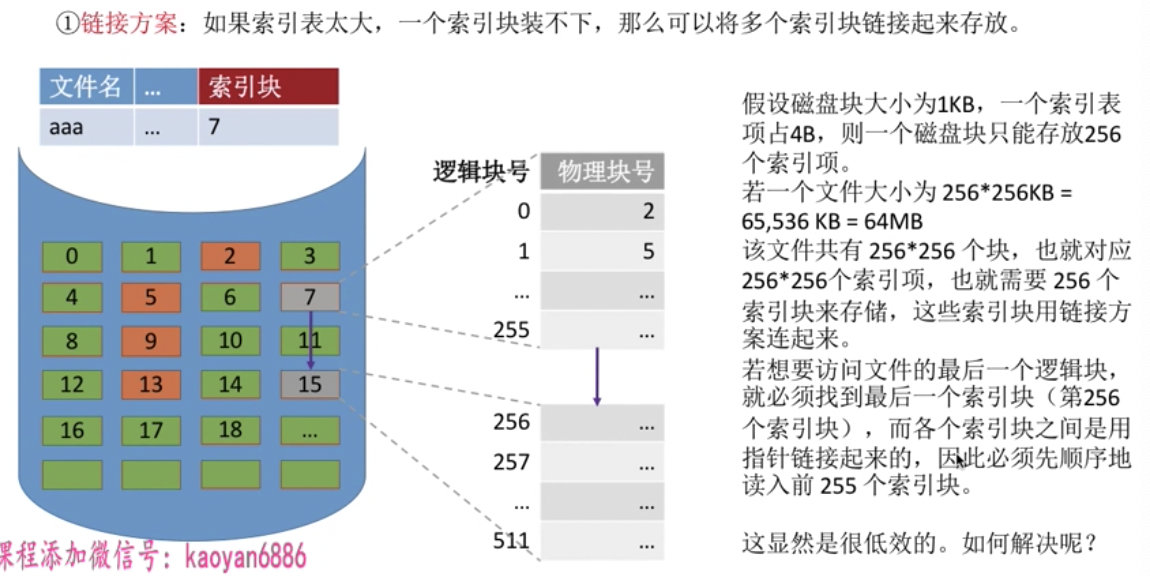 ①链接方案：如果索引表太大，一个索引块装不下，那么可以将多个索引块链接起来存放。
文件名 ... 索引块
aaa ... 7
0 1 2 3
4 5 6 7
8 9 10 11
12 13 14 15
16 17 18 ...
逻辑块号 物理块号
0 2
1 5
... ...
255 ...
256 ...
257 ...
... ...
511 ...
假设磁盘块大小为1KB，一个索引表
项占4B，则一个磁盘块只能存放256
个索引项。
若一个文件大小为 256*256KB =
65,536 KB = 64MB
该文件共有 256*256 个块，也就对应
256*256个索引项，也就需要 256 个
索引块来存储，这些索引块用链接方
案连起来。
若想要访问文件的最后一个逻辑块，
就必须找到最后一个索引块（第256
个索引块），而各个索引块之间是用
指针链接起来的，因此必须先顺序地
读入前 255 个索引块。
这显然是很低效的。如何解决呢？
课程添加微信号：kaoyan6886